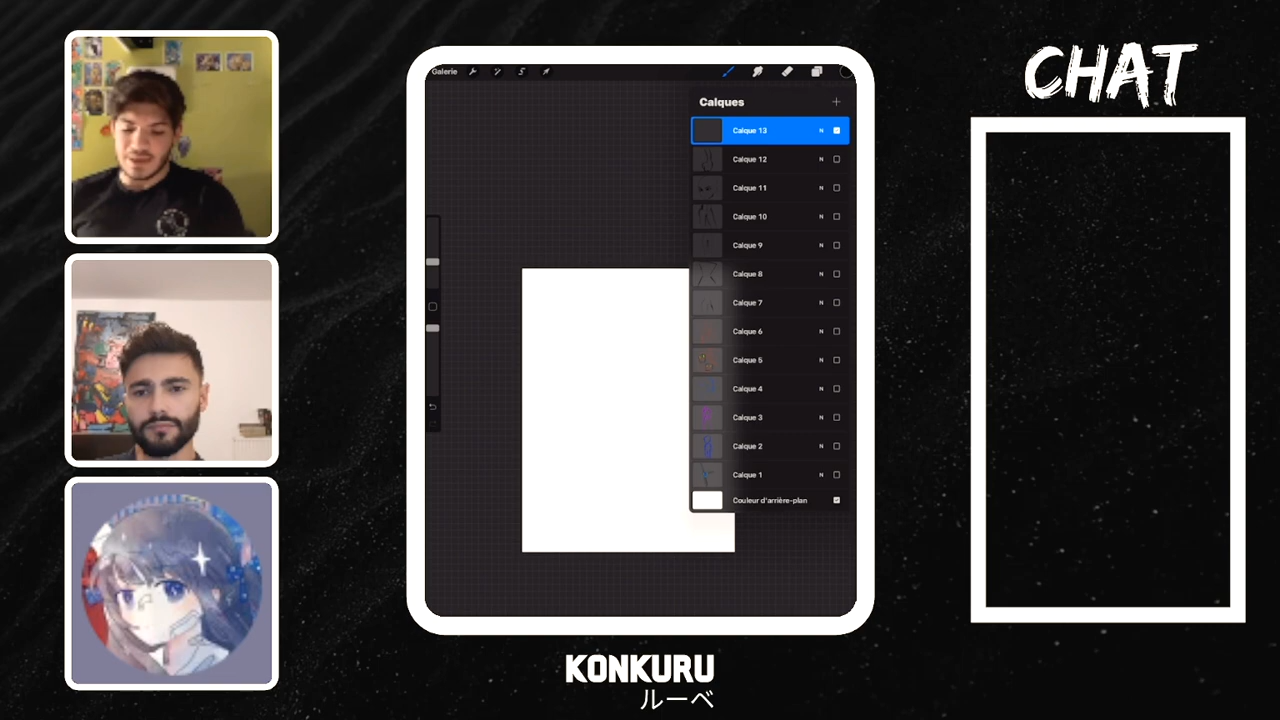 CHAT
Galerie
Calques
Calque 13 N
Calque 12 N
Calque 11 N
Calque 10 N
Calque 9 N
Calque 8 N
Calque 7 N
Calque 6 N
Calque 5 N
Calque 4 N
Calque 3 N
Calque 2 N
Calque 1 N
Couleur d'arrière-plan
KONKURU
ルーベ